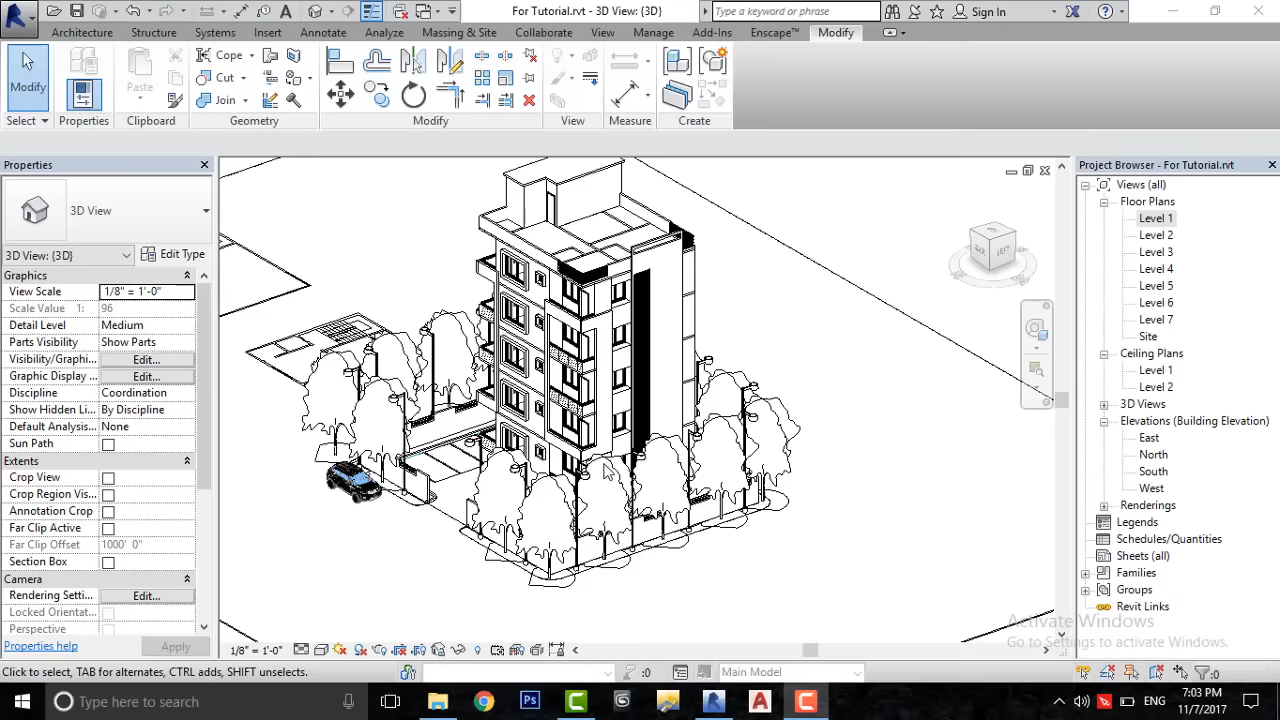 For Tutorial.rvt - 3D View: {3D}
Type a keyword or phrase
Sign In
Architecture
Structure
Systems
Insert
Annotate
Analyze
Massing & Site
Collaborate
View
Manage
Add-Ins
Enscape™
Modify
Modify
Paste
Cope
Cut
Join
Select
Properties
Clipboard
Geometry
Modify
View
Measure
Create
Properties
3D View
3D View: {3D}
Edit Type
Graphics
View Scale
1/8" = 1'-0"
Scale Value 1:
96
Detail Level
Medium
Parts Visibility
Show Parts
Visibility/Graphi...
Edit...
Graphic Display ...
Edit...
Discipline
Coordination
Show Hidden Li...
By Discipline
Default Analysis...
None
Sun Path
Extents
Crop View
Crop Region Vis...
Annotation Crop
Far Clip Active
Far Clip Offset
1000' 0"
Section Box
Camera
Rendering Setti...
Edit...
Locked Orientat...
Perspective
Properties help
Apply
LEFT
1/8" = 1'-0"
Project Browser - For Tutorial.rvt
Views (all)
Floor Plans
Level 1
Level 2
Level 3
Level 4
Level 5
Level 6
Level 7
Site
Ceiling Plans
Level 1
Level 2
3D Views
Elevations (Building Elevation)
East
North
South
West
Renderings
Legends
Schedules/Quantities
Sheets (all)
Families
Groups
Revit Links
Activate Windows
Go to Settings to activate Windows.
Click to select, TAB for alternates, CTRL adds, SHIFT unselects.
:0
Main Model
:0
Type here to search
Ps
ENG
7:03 PM
11/7/2017